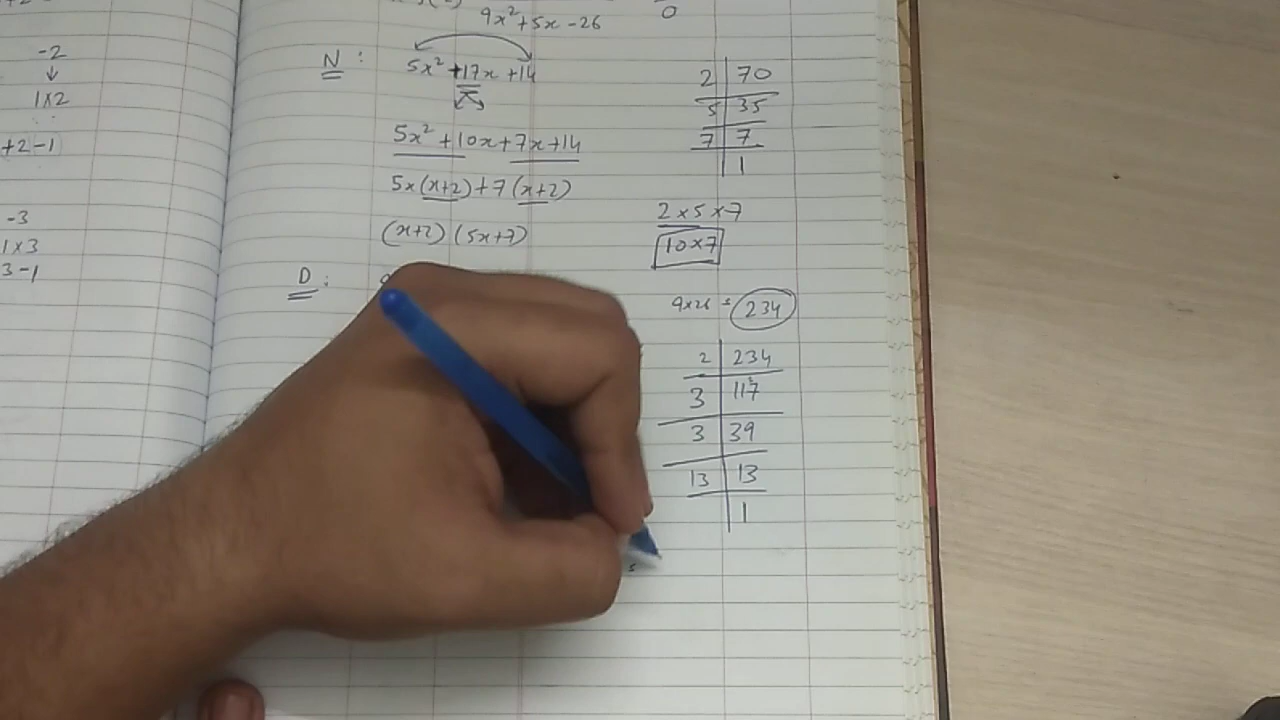 -2
↓
1x2
+2-1
-3
1x3
3-1
9x²+5x-26
0
N :
5x² +17x +14
5x² +10x+7x+14
5x(x+2)+7(x+2)
(x+2) (5x+7)
D :
2 | 70
5 | 35
7 | 7
1
2x5x7
10x7
9x26 = 234
2 | 234
3 | 117
3 | 39
13 | 13
1